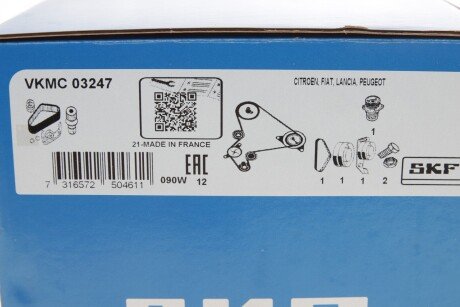 VKMC 03247
CITROEN, FIAT, LANCIA, PEUGEOT
1
21-MADE IN FRANCE
EAC
090W 12
7 316572 504611
1 1 1 2
SKF
SKF